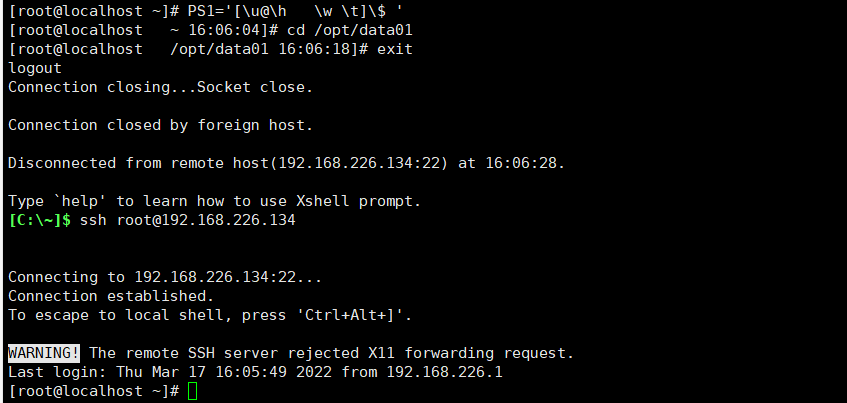 [root@localhost ~]# PS1='[\u@\h   \w \t]\$ '
[root@localhost   ~ 16:06:04]# cd /opt/data01
[root@localhost   /opt/data01 16:06:18]# exit
logout
Connection closing...Socket close.
Connection closed by foreign host.
Disconnected from remote host(192.168.226.134:22) at 16:06:28.
Type `help' to learn how to use Xshell prompt.
[C:\~]$ ssh root@192.168.226.134
Connecting to 192.168.226.134:22...
Connection established.
To escape to local shell, press 'Ctrl+Alt+]'.
WARNING! The remote SSH server rejected X11 forwarding request.
Last login: Thu Mar 17 16:05:49 2022 from 192.168.226.1
[root@localhost ~]#